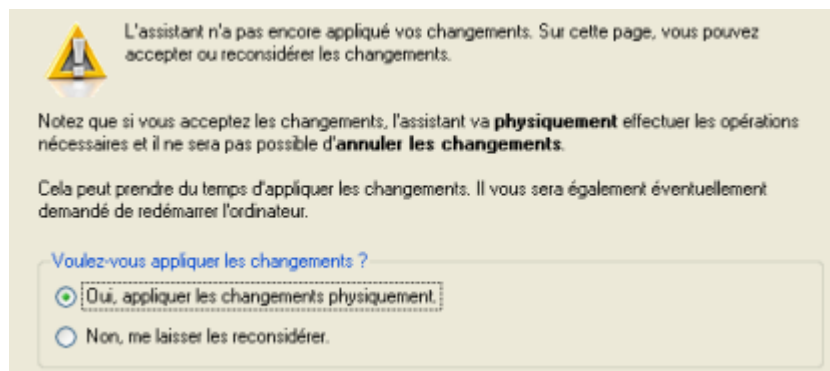 L'assistant n'a pas encore appliqué vos changements. Sur cette page, vous pouvez
accepter ou reconsidérer les changements.
Notez que si vous acceptez les changements, l'assistant va physiquement effectuer les opérations
nécessaires et il ne sera pas possible d'annuler les changements.
Cela peut prendre du temps d'appliquer les changements. Il vous sera également éventuellement
demandé de redémarrer l'ordinateur.
Voulez-vous appliquer les changements ?
Oui, appliquer les changements physiquement.
Non, me laisser les reconsidérer.